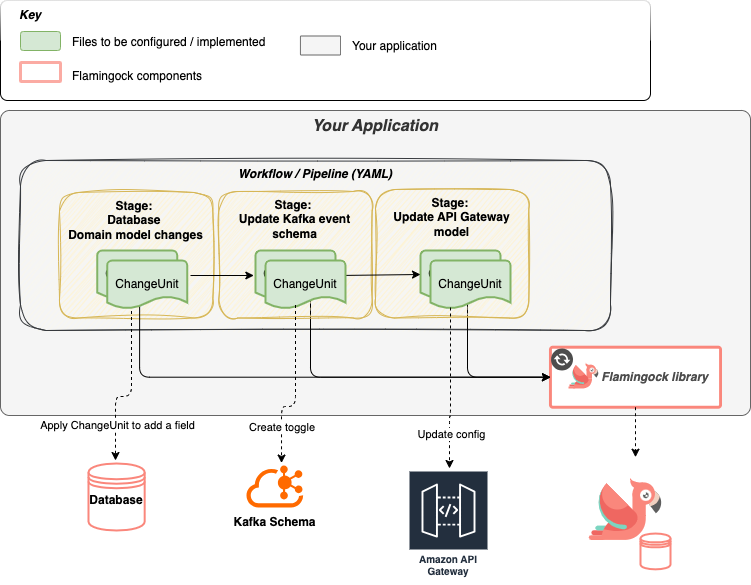 Key
Files to be configured / implemented
Your application
Flamingock components
Your Application
Workflow / Pipeline (YAML)
Stage:
Database
Domain model changes
Stage:
Update Kafka event
schema
Stage:
Update API Gateway
model
ChangeUnit
ChangeUnit
ChangeUnit
Flamingock library
Apply ChangeUnit to add a field
Create toggle
Update config
Database
Kafka Schema
Amazon API
Gateway